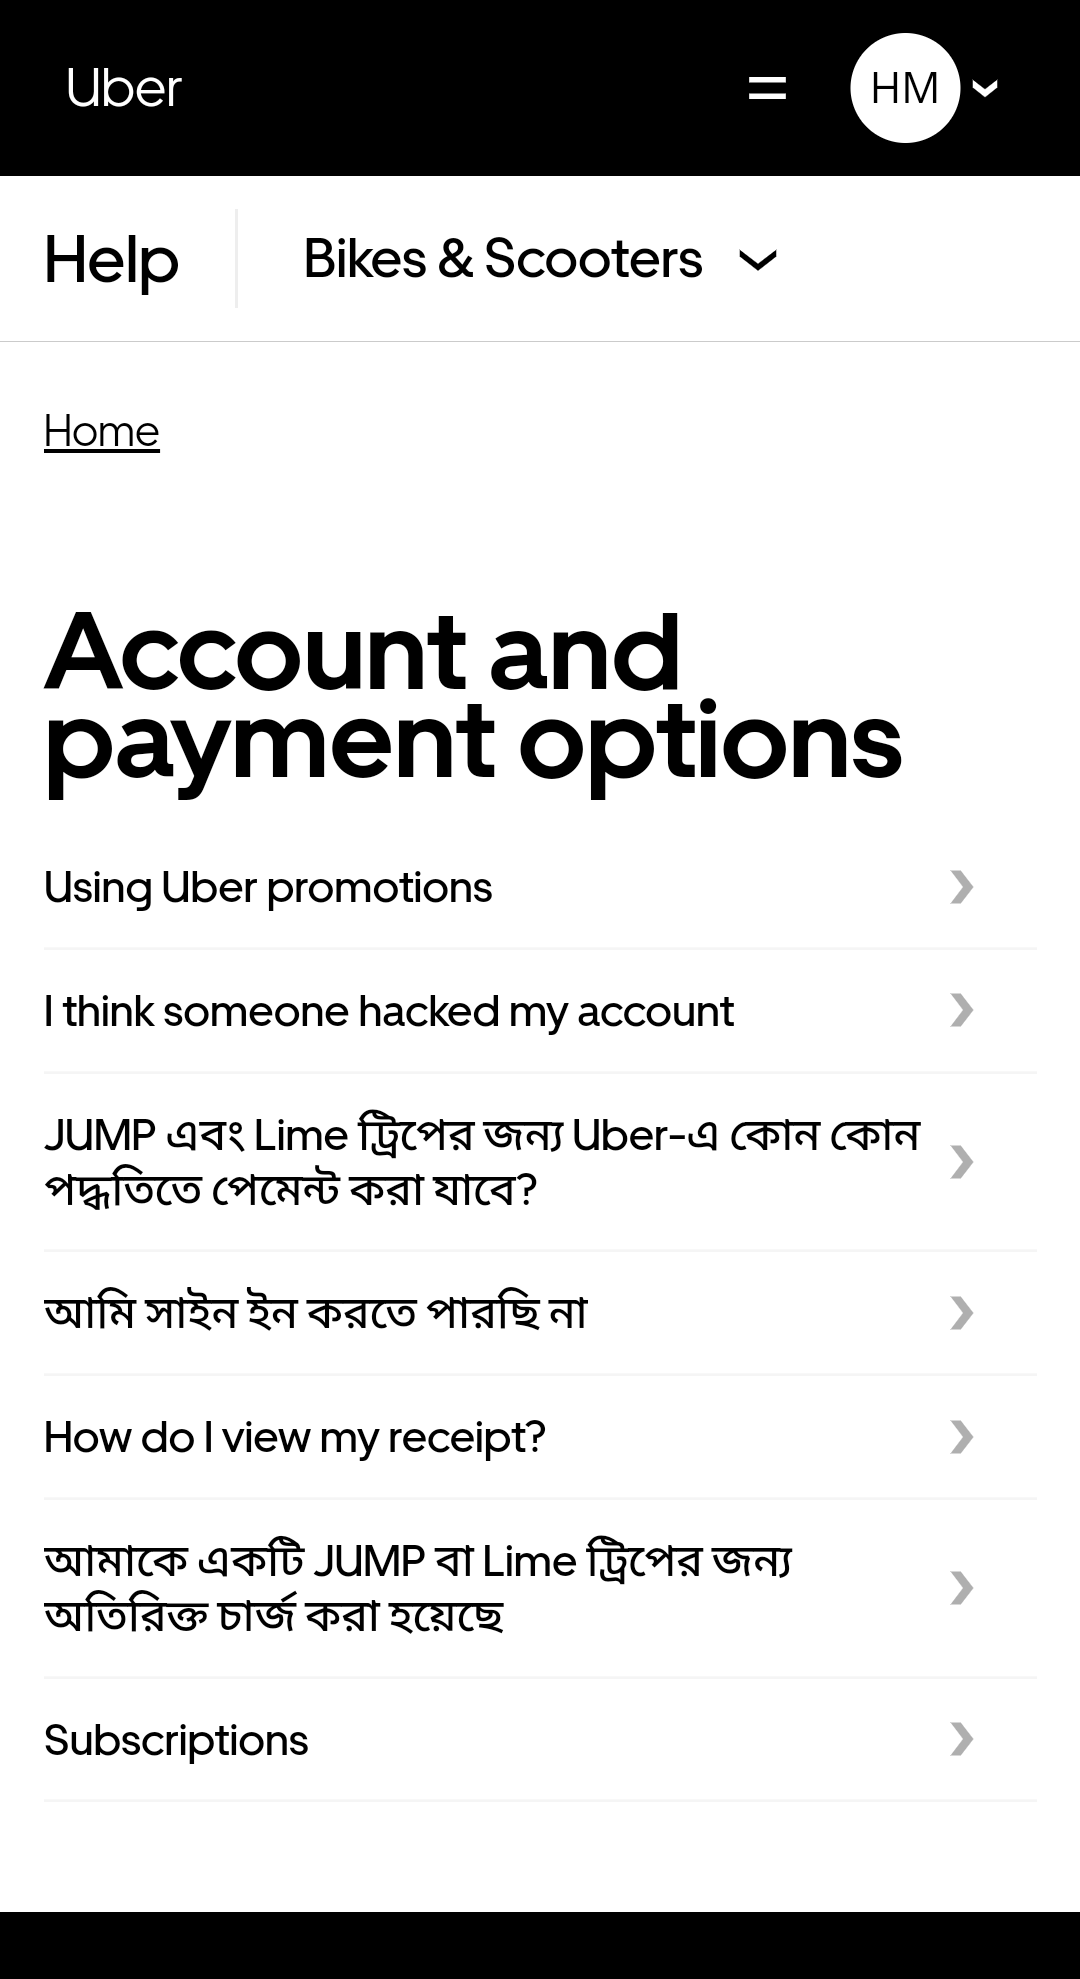 Uber
HM
Help
Bikes & Scooters
Home
Account and
payment options
Using Uber promotions
I think someone hacked my account
JUMP এবং Lime ট্রিপের জন্য Uber-এ কোন কোন
পদ্ধতিতে পেমেন্ট করা যাবে?
আমি সাইন ইন করতে পারছি না
How do I view my receipt?
আমাকে একটি JUMP বা Lime ট্রিপের জন্য
অতিরিক্ত চার্জ করা হয়েছে
Subscriptions